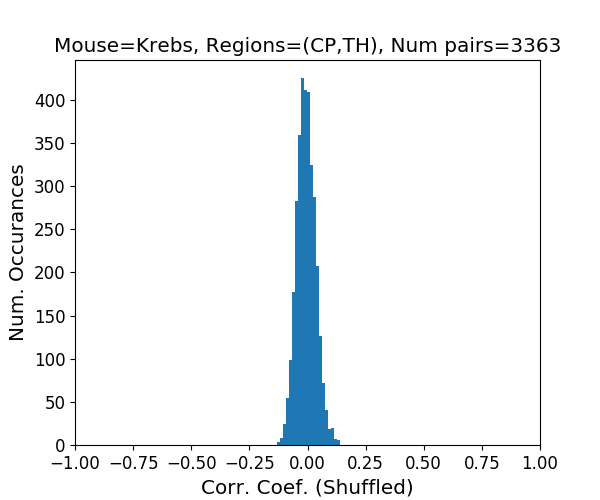 Mouse=Krebs, Regions=(CP,TH), Num pairs=3363
Num. Occurances
400
350
300
250
200
150
100
50
0
−1.00 −0.75 −0.50 −0.25 0.00 0.25 0.50 0.75 1.00
Corr. Coef. (Shuffled)